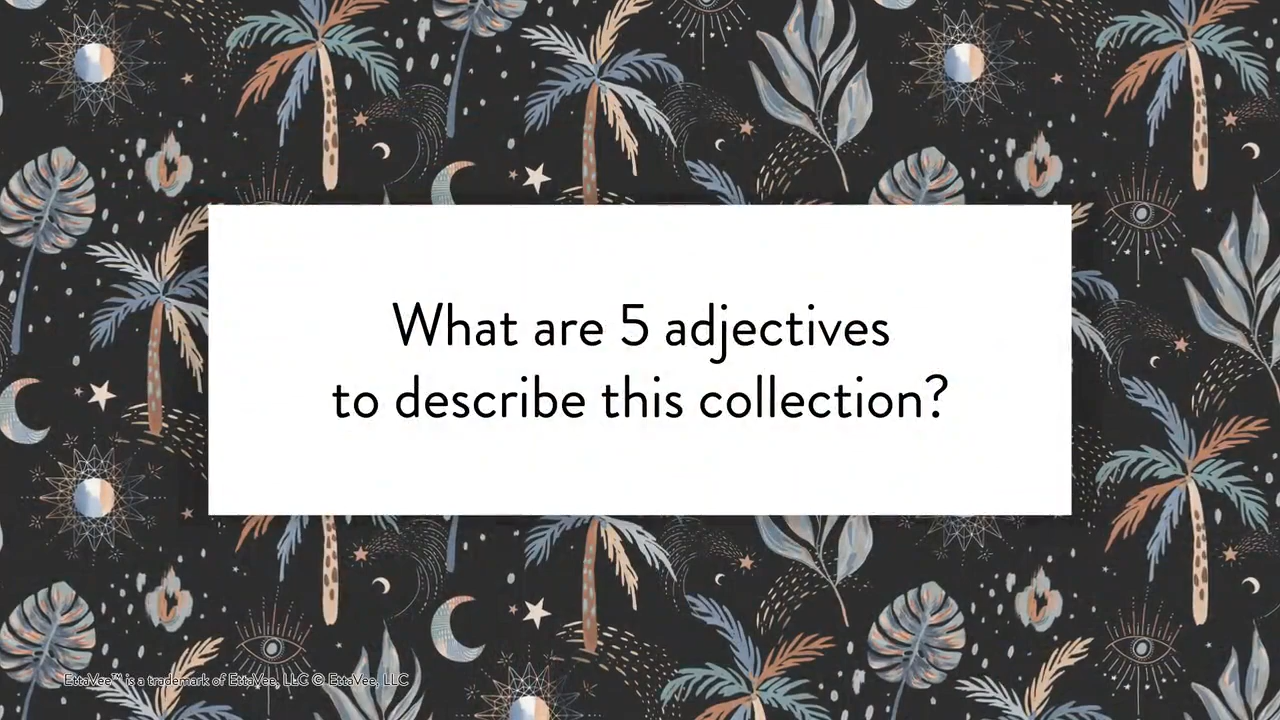 What are 5 adjectives
to describe this collection?
EttaVee™ is a trademark of EttaVee, LLC © EttaVee, LLC